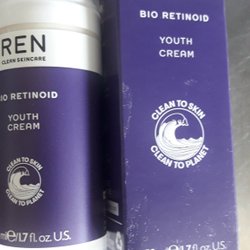 REN
CLEAN SKINCARE
BIO RETINOID
YOUTH
CREAM
CLEAN TO SKIN
CLEAN TO PLANET
e/1.7 fl. oz. U.S.
BIO RETINOID
YOUTH
CREAM
CLEAN TO SKIN
CLEAN TO PLANET
e/1.7 fl. oz. U.S.